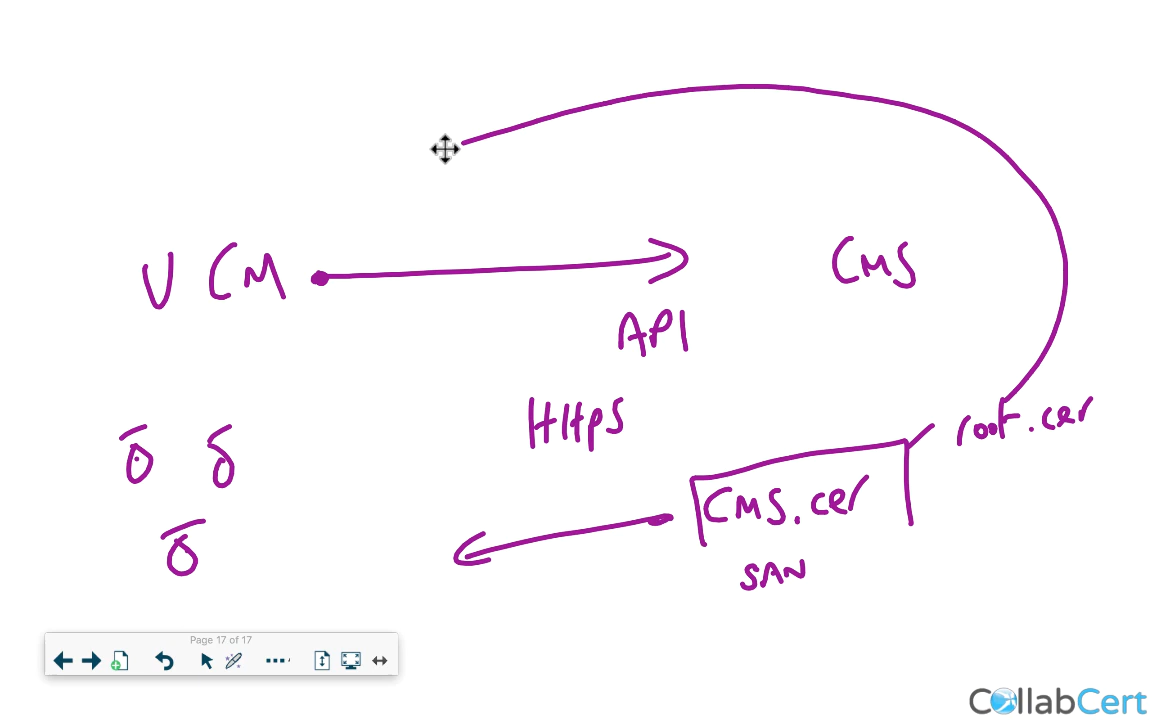 UCM
CMS
API
HttpS
root.cer
CMS.cer
SAN
Page 17 of 17
CollabCert